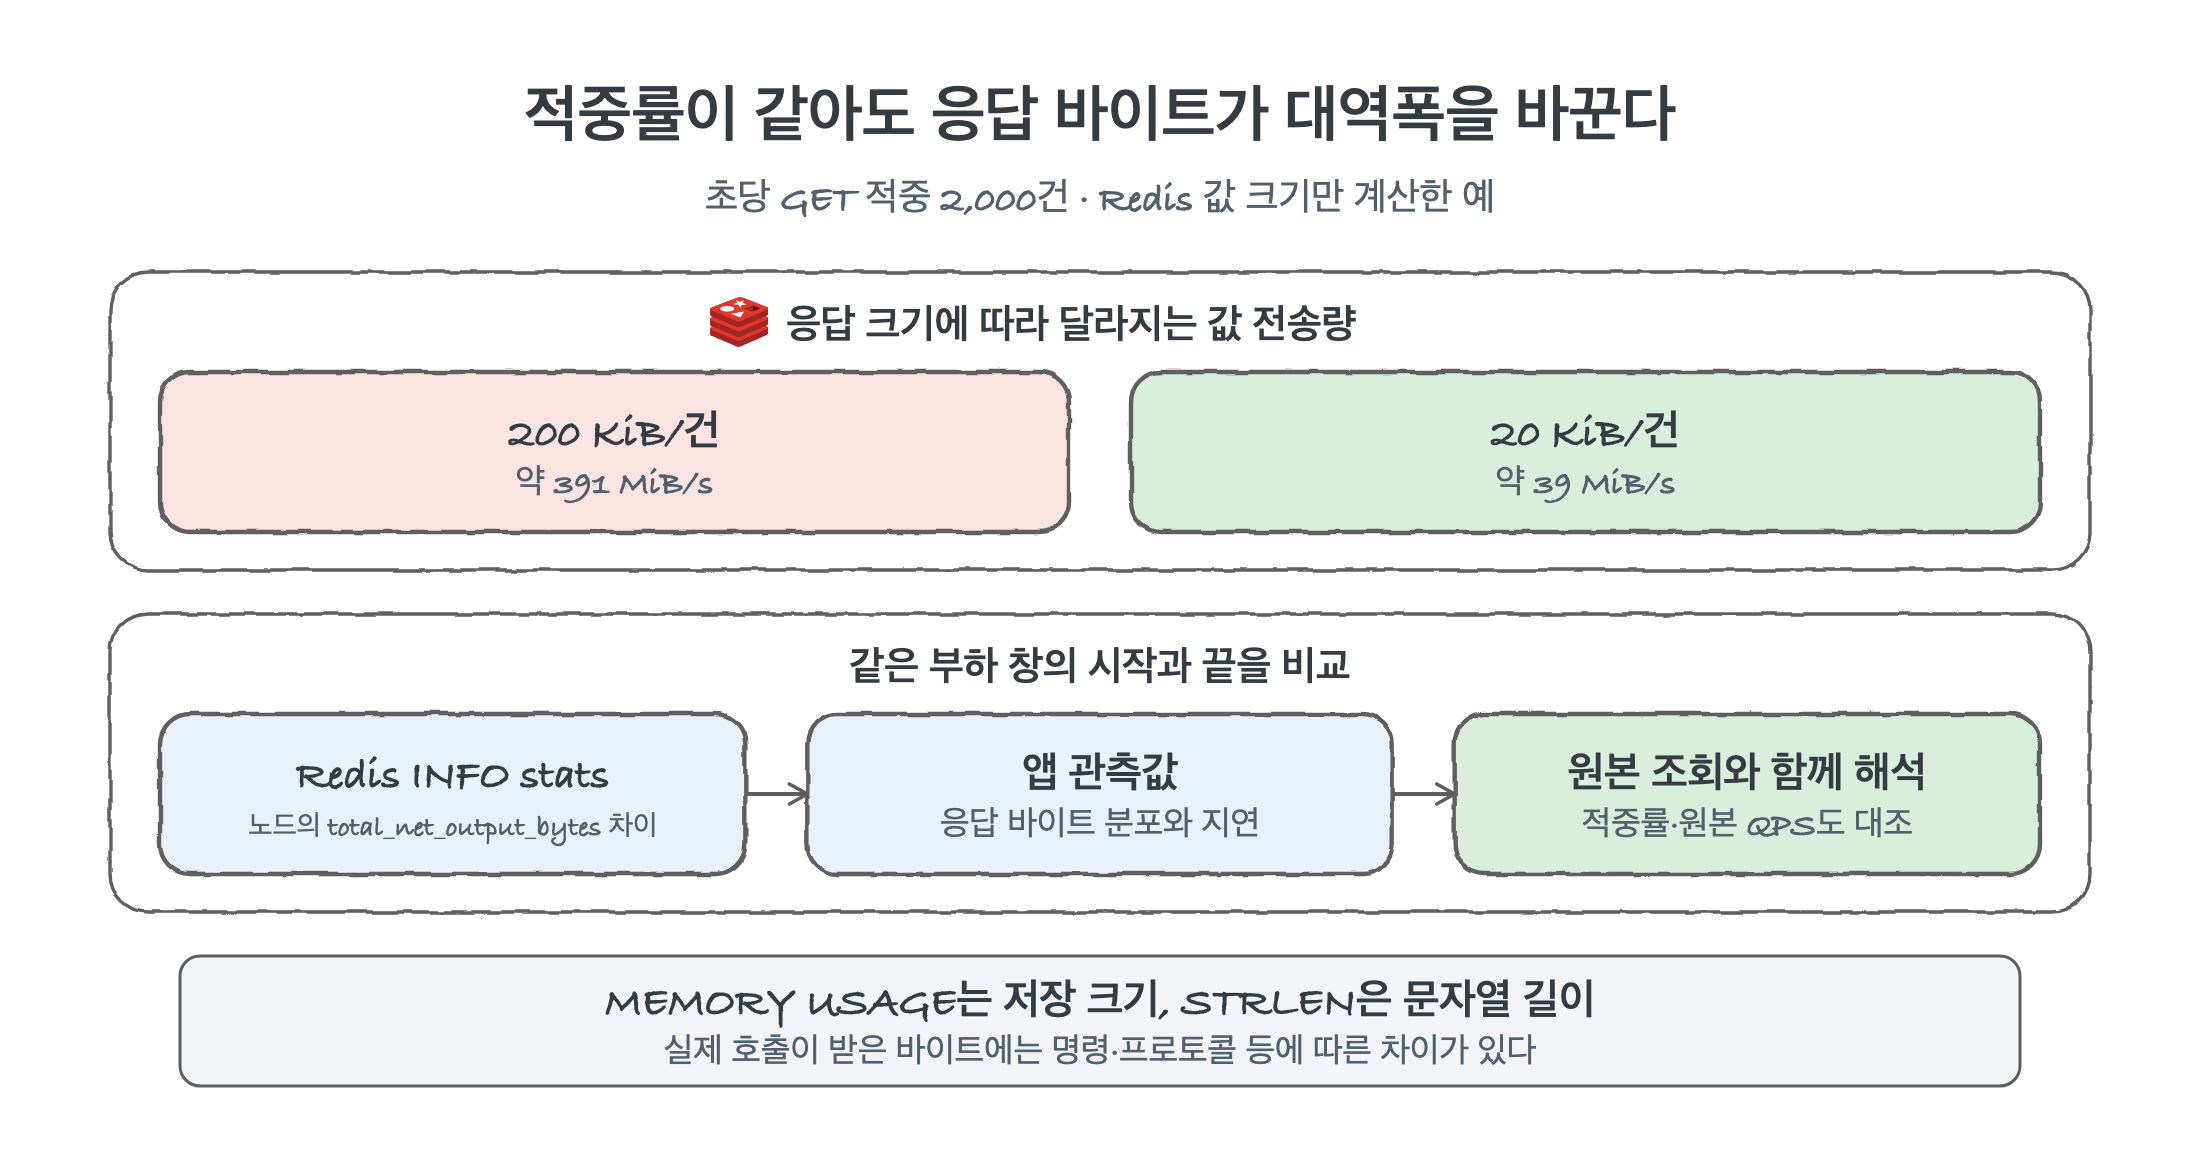 적중률이 같아도 응답 바이트가 대역폭을 바꾼다
초당 GET 적중 2,000건 · Redis 값 크기만 계산한 예
응답 크기에 따라 달라지는 값 전송량
200 KiB/건
약 391 MiB/s
20 KiB/건
약 39 MiB/s
같은 부하 창의 시작과 끝을 비교
Redis INFO stats
노드의 total_net_output_bytes 차이
앱 관측값
응답 바이트 분포와 지연
원본 조회와 함께 해석
적중률·원본 QPS도 대조
MEMORY USAGE는 저장 크기, STRLEN은 문자열 길이
실제 호출이 받은 바이트에는 명령·프로토콜 등에 따른 차이가 있다